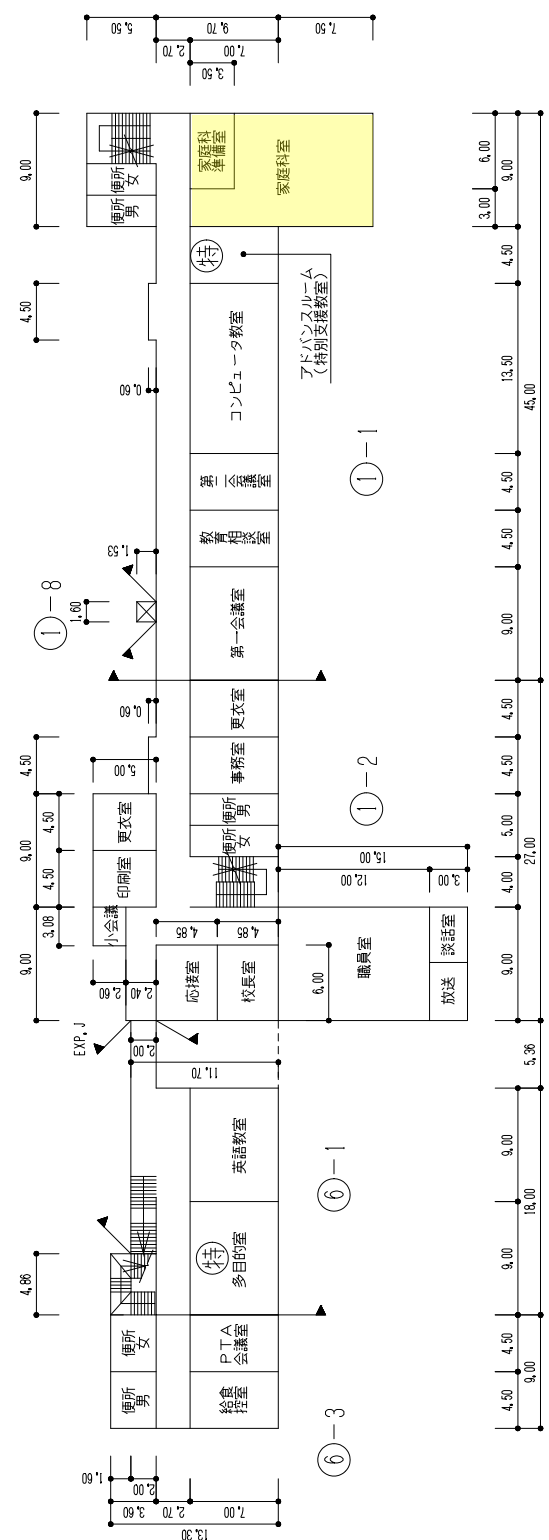 5.50
9.70
7.50
2.70
7.00
3.50
9.00
便所
女
便所
男
家庭科
準備室
家庭科室
6.00
9.00
3.00
4.50
特
アドバンスルーム
(特別支援教室)
4.50
0.60
コンピュータ教室
13.50
45.00
第二会議室
4.50
①-1
教育相談室
4.50
1.53
①-8
1.60
第一会議室
9.00
0.60
更衣室
4.50
4.50
5.00
事務室
4.50
①-2
9.00
4.50
更衣室
便所
男
便所
女
5.00
27.00
15.00
4.50
印刷室
12.00
3.00
4.00
9.00
3.08
小会議
4.85
4.85
2.60
2.40
応接室
校長室
6.00
職員室
談話室
放送
9.00
EXP.J
2.00
11.70
5.36
英語教室
9.00
18.00
⑥-1
特
多目的室
9.00
4.86
便所
女
PTA
会議室
4.50
9.00
便所
男
給食
控室
4.50
⑥-3
1.60
2.00
3.60
2.70
7.00
13.30